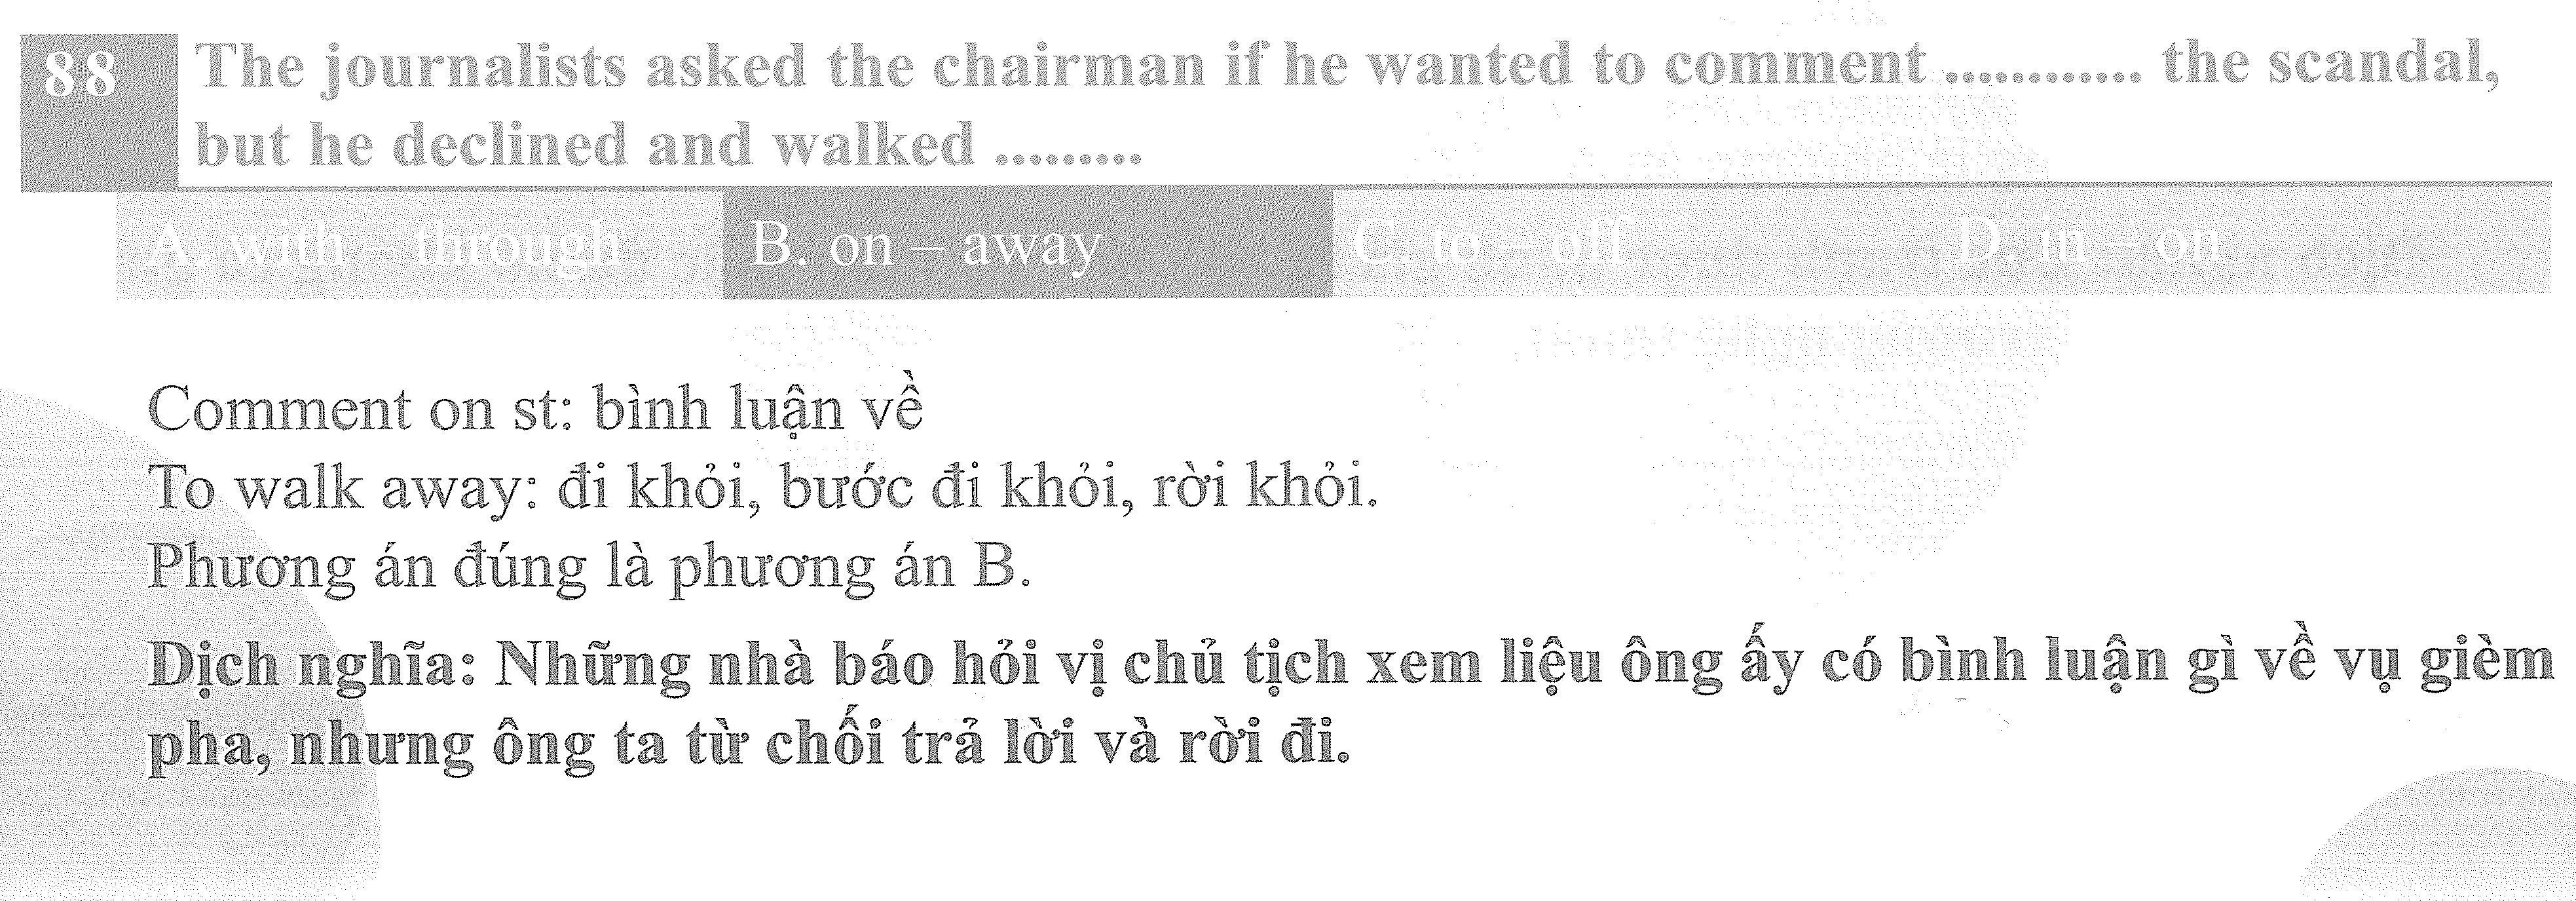 88 The journalists asked the chairman if he wanted to comment ............ the scandal,
but he declined and walked .........
A. with – through B. on – away C. to – off D. in – on
Comment on st: bình luận về
To walk away: đi khỏi, bước đi khỏi, rời khỏi.
Phương án đúng là phương án B.
Dịch nghĩa: Những nhà báo hỏi vị chủ tịch xem liệu ông ấy có bình luận gì về vụ gièm
pha, nhưng ông ta từ chối trả lời và rời đi.